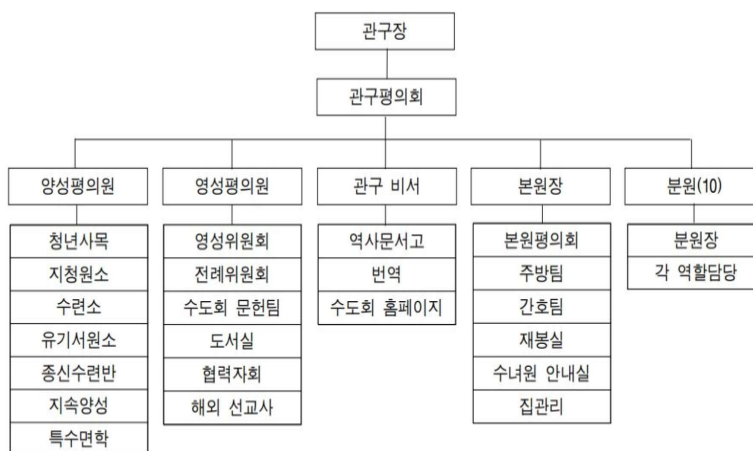 관구장
관구평의회
양성평의원
영성평의원
관구 비서
본원장
분원(10)
청년사목
지청원소
수련소
유기서원소
종신수련반
지속양성
특수면학
영성위원회
전례위원회
수도회 문헌팀
도서실
협력자회
해외 선교사
역사문서고
번역
수도회 홈페이지
본원평의회
주방팀
간호팀
재봉실
수녀원 안내실
집관리
분원장
각 역할담당